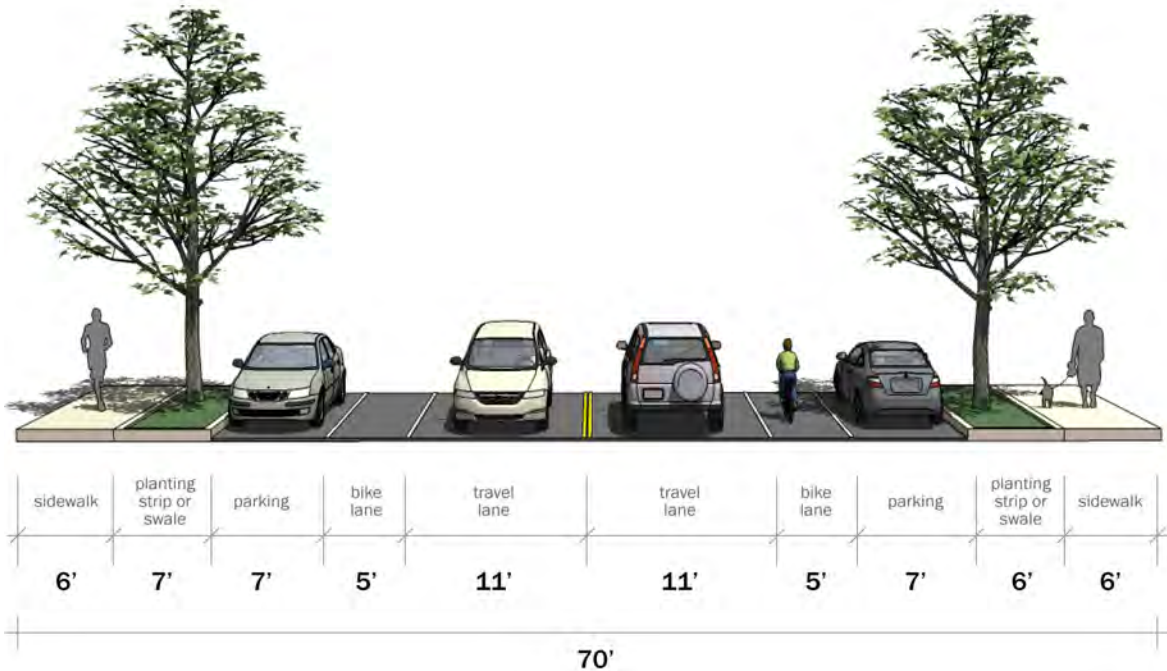 sidewalk
planting
strip or
swale
parking
bike
lane
travel
lane
travel
lane
bike
lane
parking
planting
strip or
swale
sidewalk
6’ 7’ 7’ 5’ 11’ 11’ 5’ 7’ 6’ 6’
70’